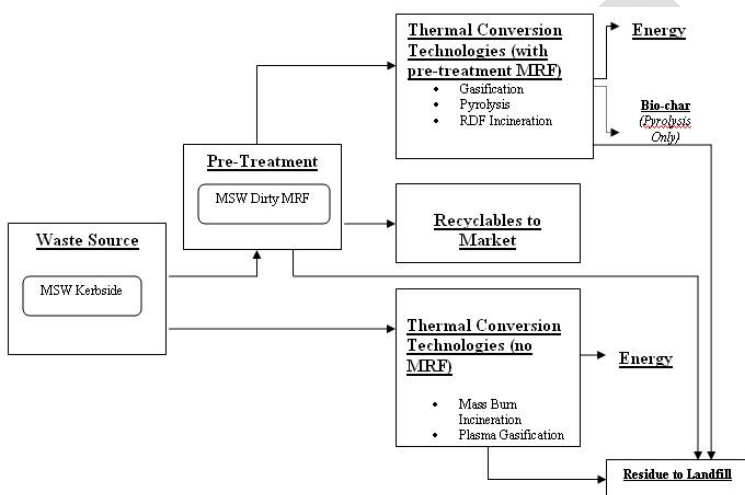 Thermal Conversion
Technologies (with
pre-treatment MRF)
• Gasification
• Pyrolysis
• RDF Incineration
Energy
Bio-char
(Pyrolysis
Only)
Pre-Treatment
MSW Dirty MRF
Recyclables to
Market
Waste Source
MSW Kerbside
Thermal Conversion
Technologies (no
MRF)
• Mass Burn
Incineration
• Plasma Gasification
Energy
Residue to Landfill